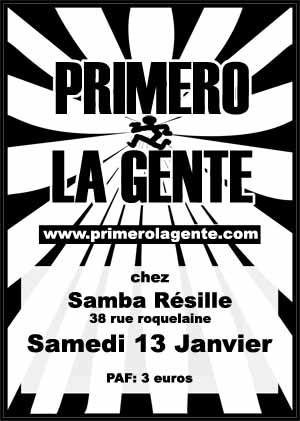 PRIMERO
LA GENTE
www.primerolagente.com
chez
Samba Résille
38 rue roquelaine
Samedi 13 Janvier
PAF: 3 euros